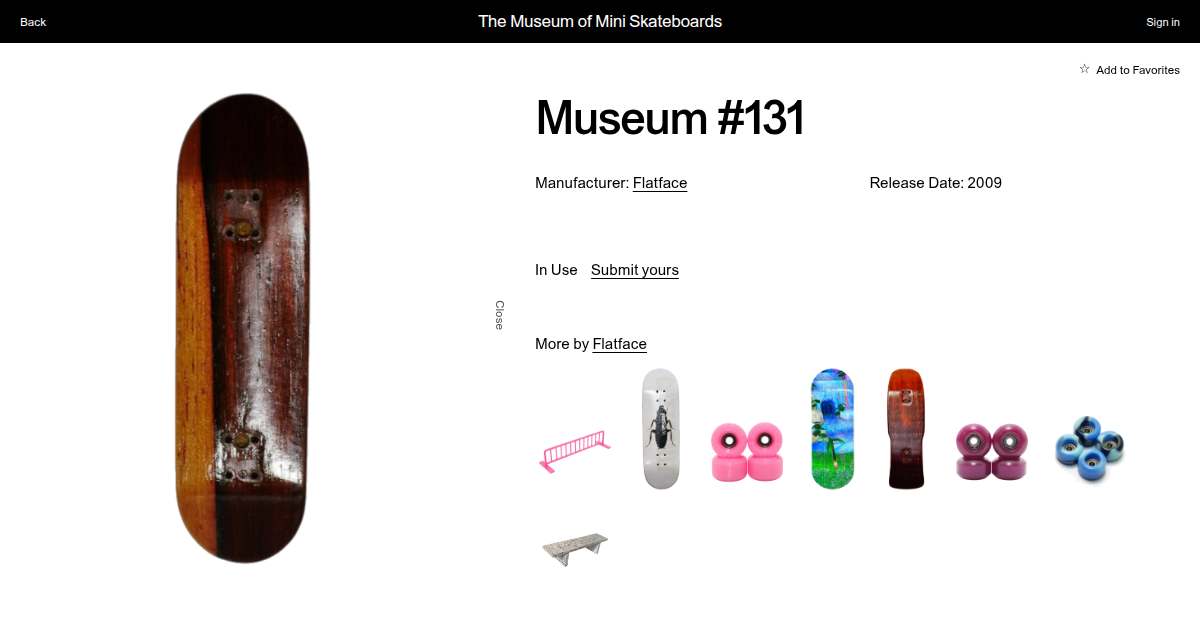 Back
The Museum of Mini Skateboards
Sign in
☆ Add to Favorites
Museum #131
Manufacturer: Flatface
Release Date: 2009
In Use Submit yours
Close
More by Flatface